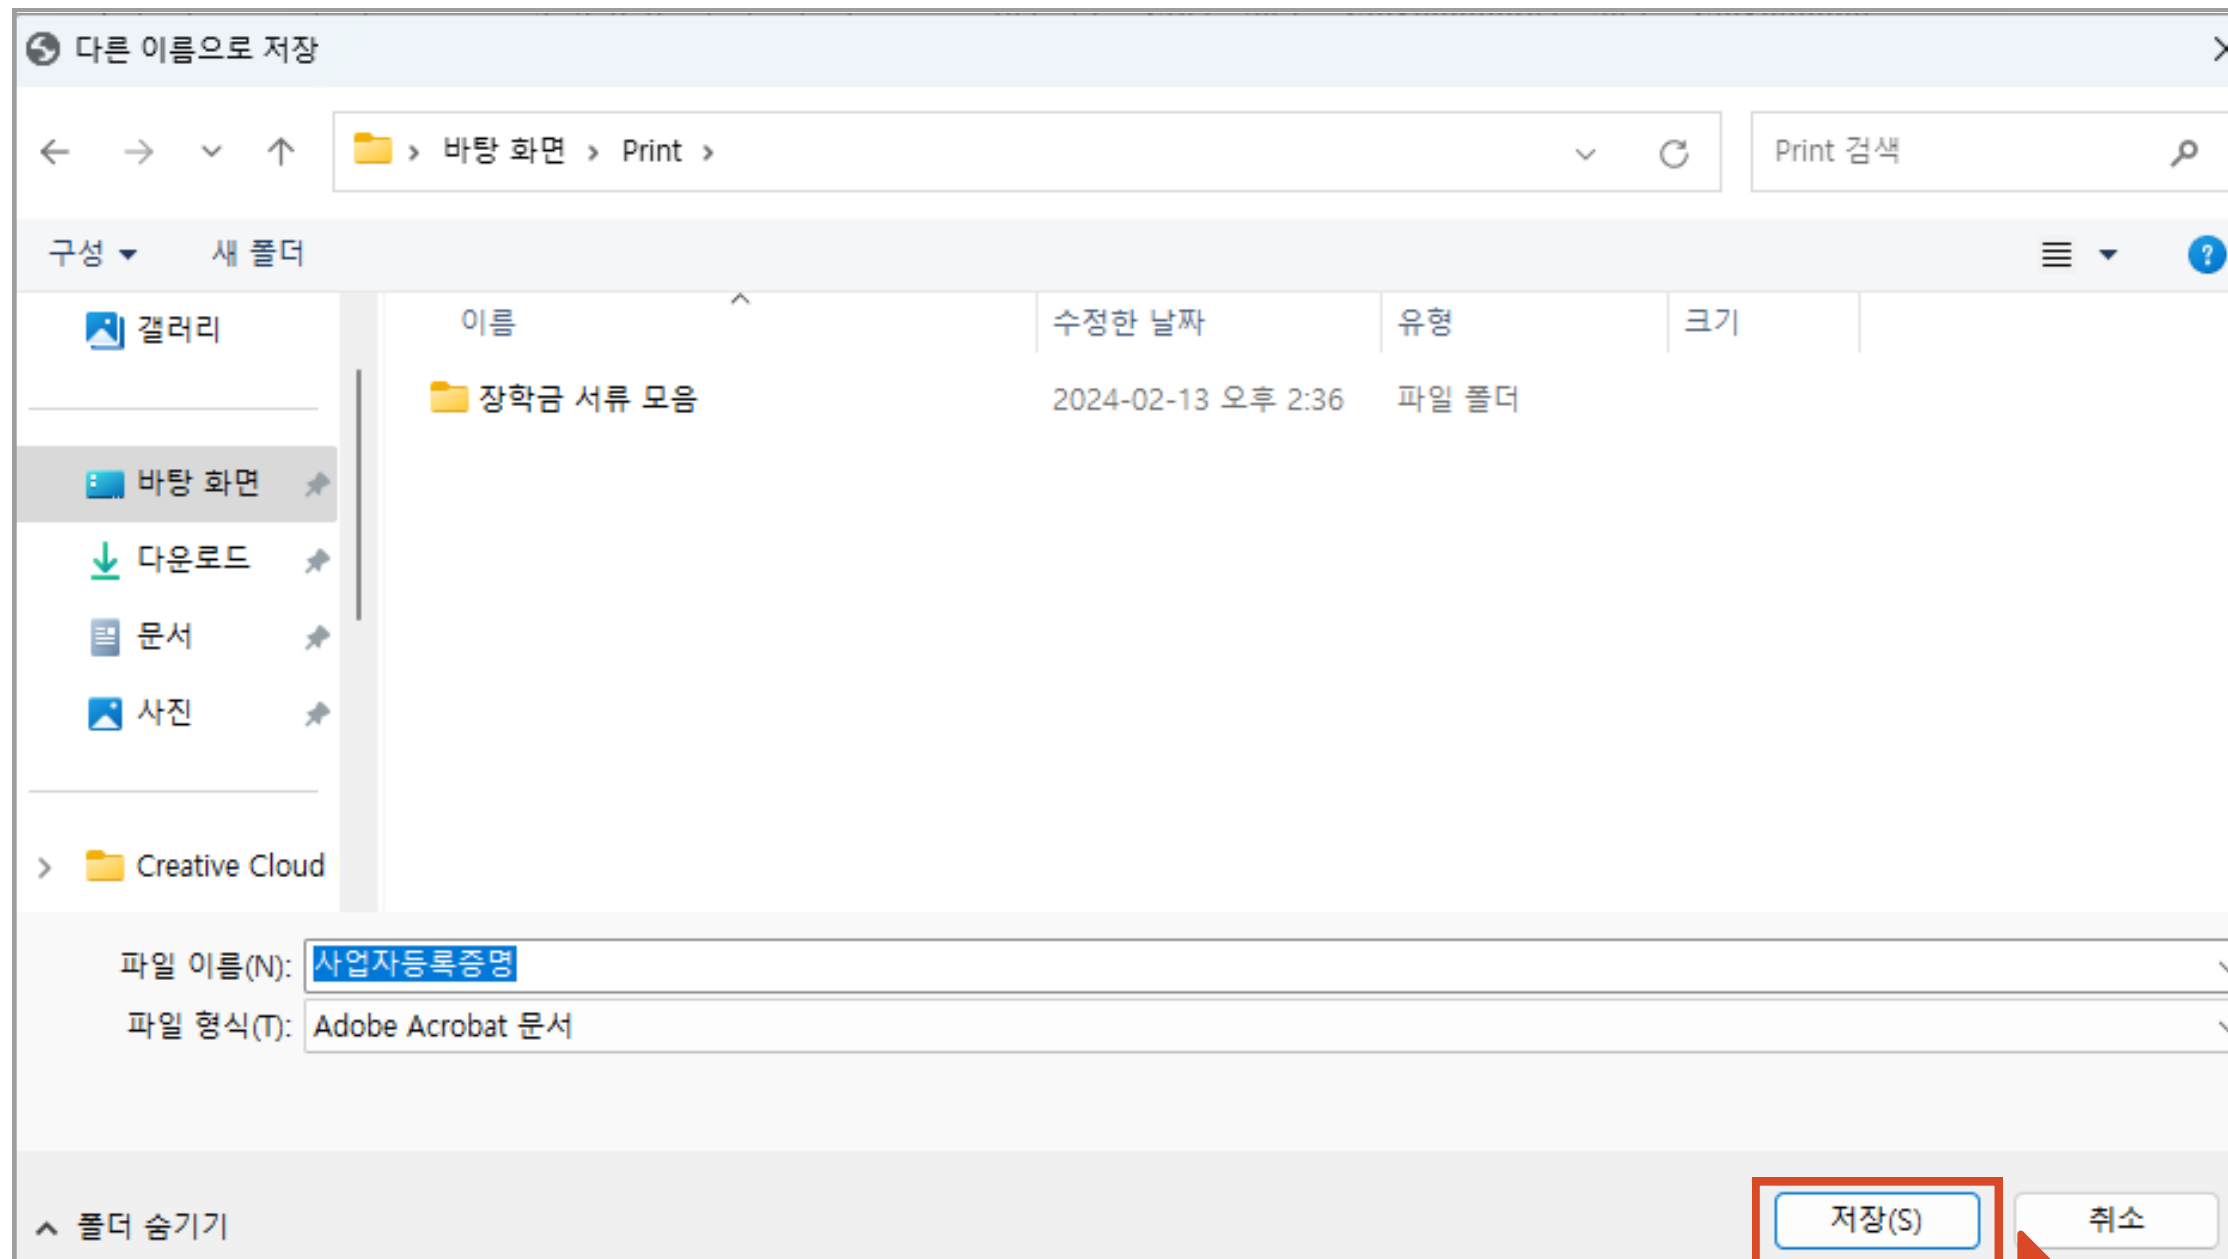 다른 이름으로 저장
바탕 화면 Print
Print 검색
구성 새 폴더
이름 수정한 날짜 유형 크기
장학금 서류 모음 2024-02-13 오후 2:36 파일 폴더
갤러리
바탕 화면
다운로드
문서
사진
Creative Cloud
파일 이름(N): 사업자등록증명
파일 형식(T): Adobe Acrobat 문서
폴더 숨기기
저장(S) 취소